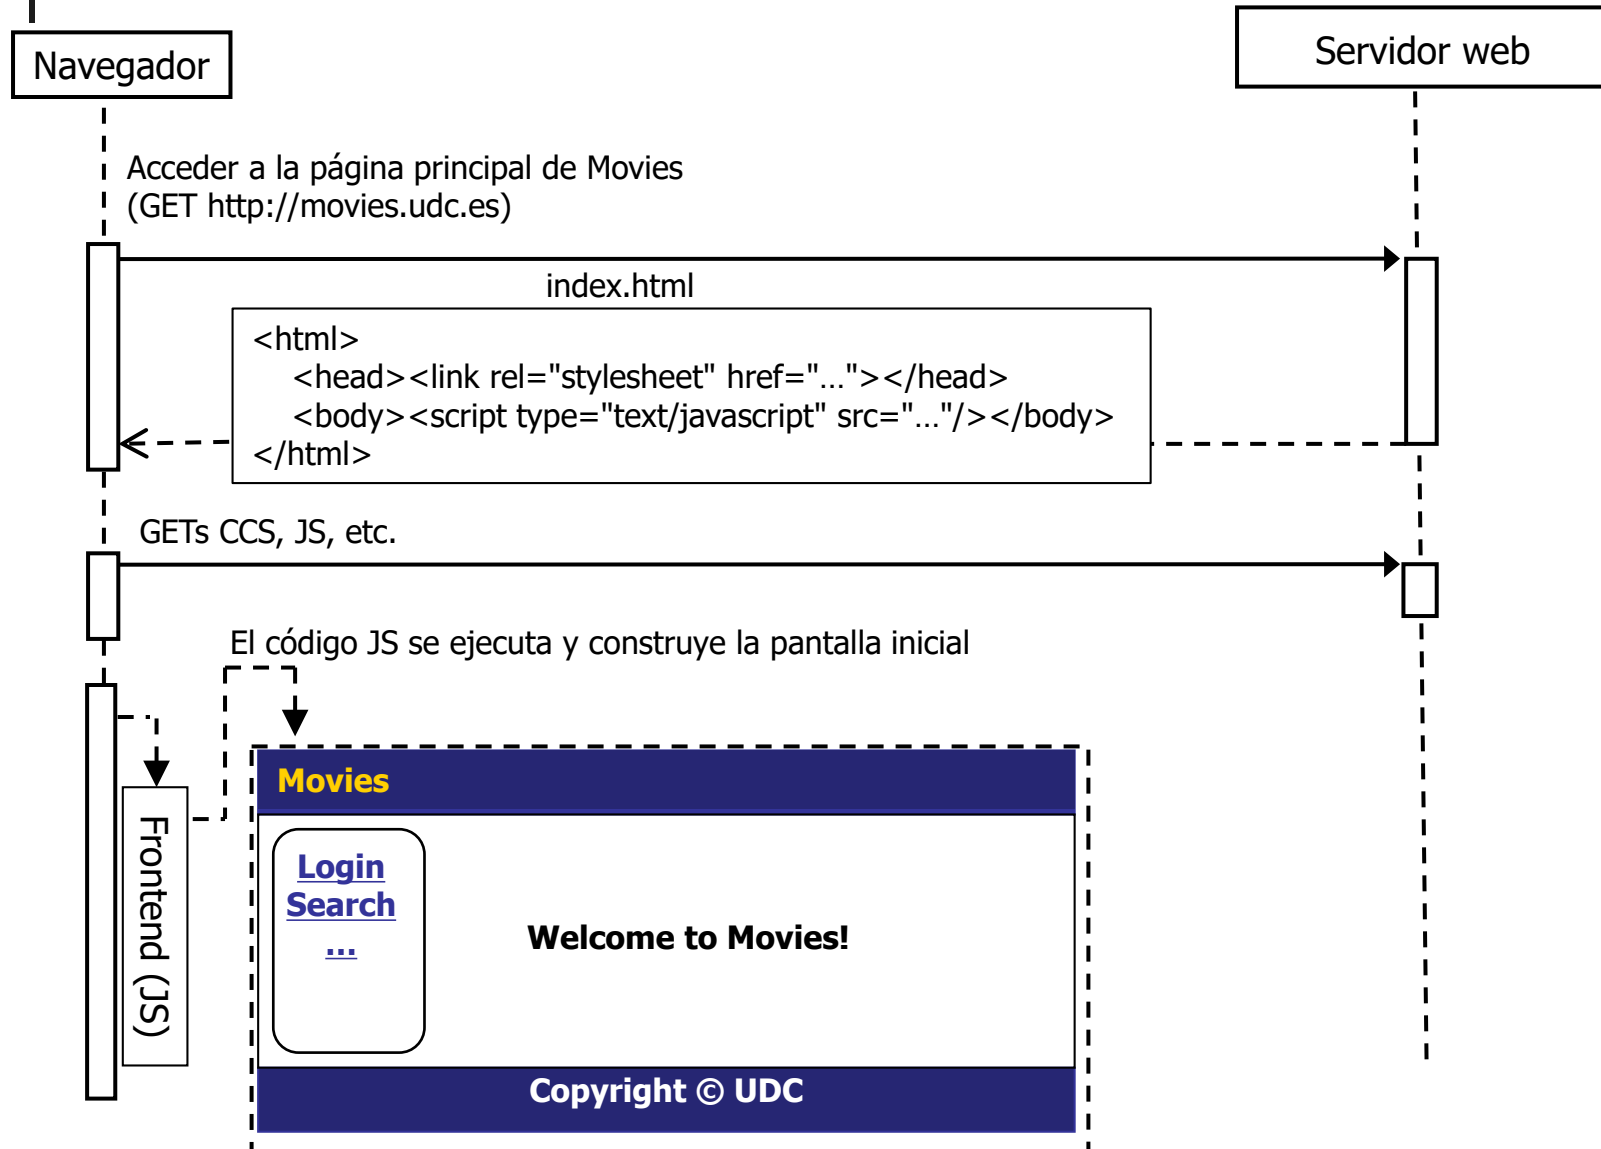 Navegador
Servidor web
Acceder a la página principal de Movies
(GET http://movies.udc.es)
index.html
<html>
<head><link rel="stylesheet" href="…"></head>
<body><script type="text/javascript" src="…"/></body>
</html>
GETs CCS, JS, etc.
El código JS se ejecuta y construye la pantalla inicial
Frontend (JS)
Movies
Login
Search
...
Welcome to Movies!
Copyright © UDC